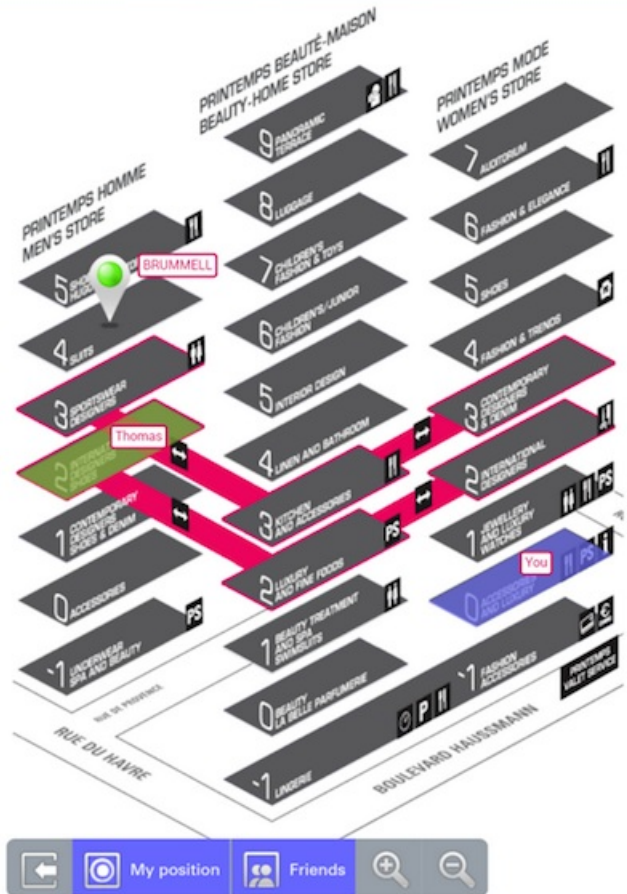 PRINTEMPS HOMME
MEN'S STORE
5
BRUMMELL
4 SUITS
3 SPORTSWEAR
DESIGNERS
Thomas
2
DESIGNERS
SHOES
1 CONTEMPORARY
DESIGNERS
SHOES & DENIM
0 ACCESSORIES
-1 UNDERWEAR
SPA AND BEAUTY
PS
PRINTEMPS BEAUTÉ-MAISON
BEAUTY-HOME STORE
9 PANORAMIC
TERRACE
8 LUGGAGE
7 CHILDREN'S
FASHION & TOYS
6 CHILDREN'S/JUNIOR
FASHION
5 INTERIOR DESIGN
4 LINEN AND BATHROOM
3 KITCHEN
AND ACCESSORIES
2 LUXURY
AND FINE FOODS
PS
1 BEAUTY TREATMENT
AND SPA
SWIMSUITS
0 BEAUTY
LA BELLE PARFUMERIE
-1 LINGERIE
P
PRINTEMPS MODE
WOMEN'S STORE
7 AUDITORIUM
6 FASHION & ELEGANCE
5 SHOES
4 FASHION & TRENDS
3 CONTEMPORARY
DESIGNERS
& DENIM
2 INTERNATIONAL
DESIGNERS
1 JEWELLERY
AND LUXURY
WATCHES
PS
You
0 ACCESSORIES
AND LUXURY
PS
-1 FASHION
ACCESSORIES
€
PRINTEMPS
VALET SERVICE
RUE DE PROVENCE
RUE DU HAVRE
BOULEVARD HAUSSMANN
My position
Friends